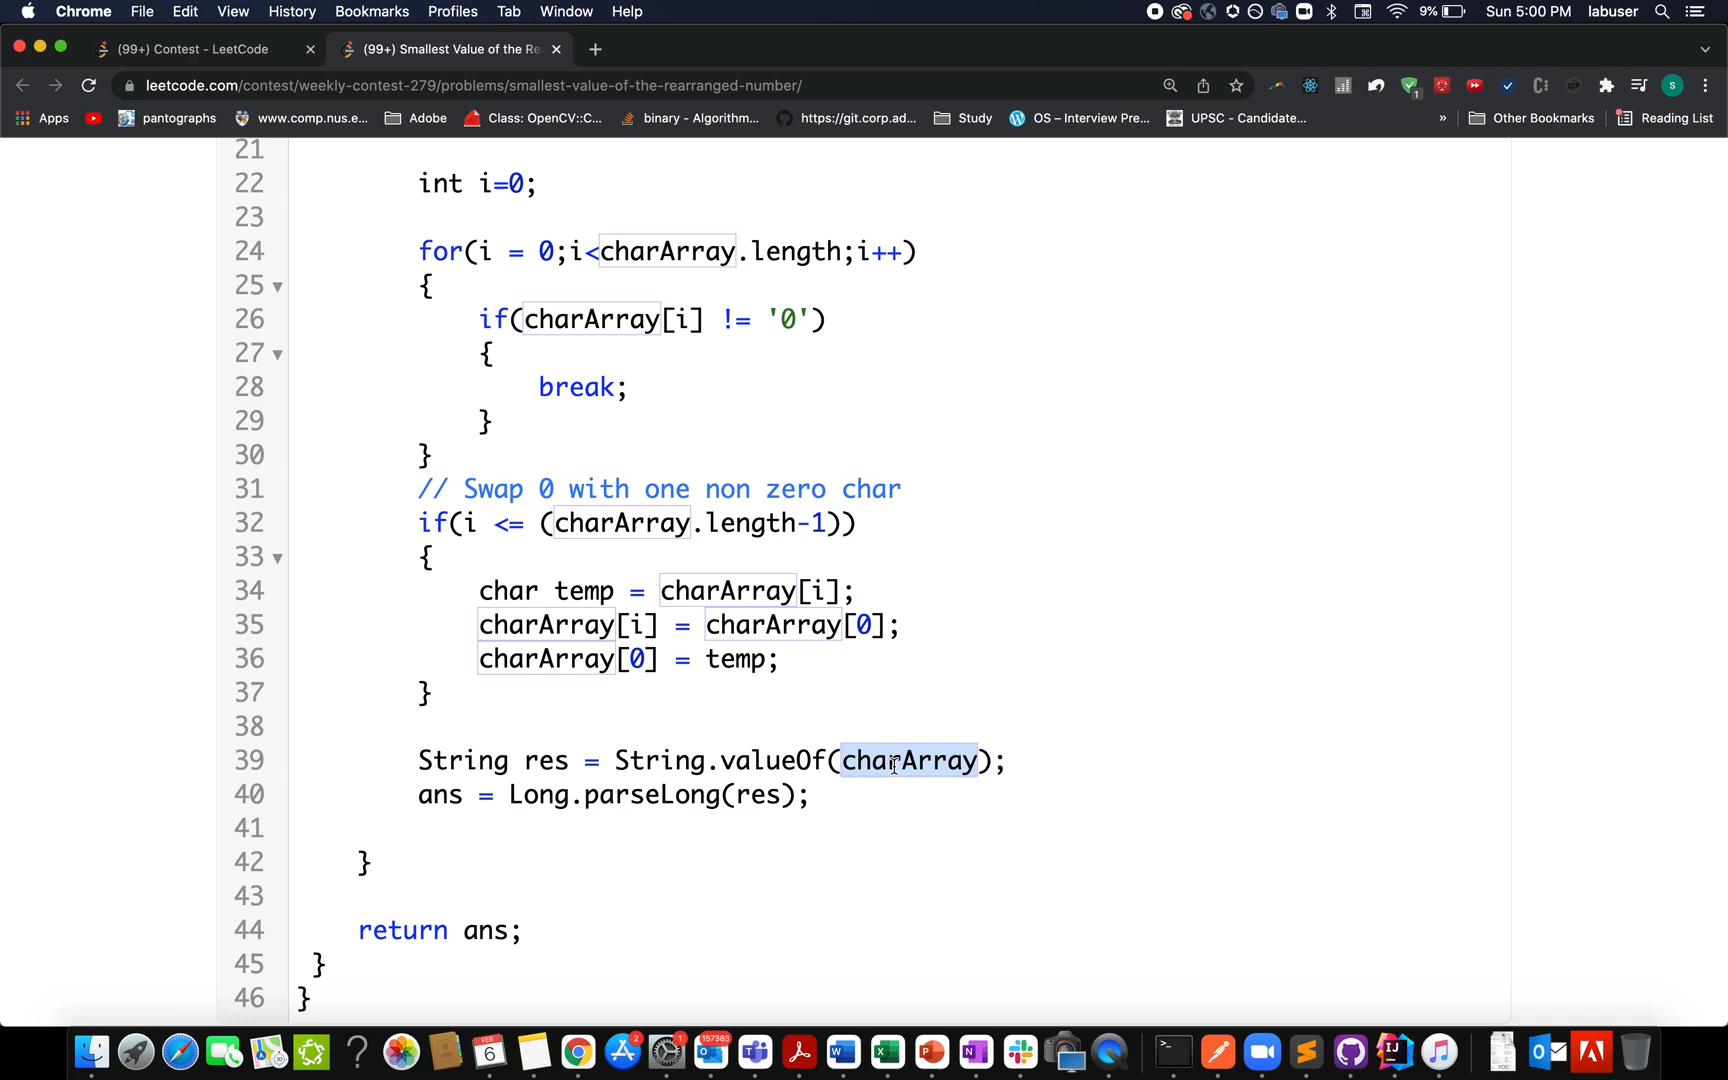 Chrome File Edit View History Bookmarks Profiles Tab Window Help 9% Sun 5:00 PM labuser
(99+) Contest - LeetCode (99+) Smallest Value of the Re
leetcode.com/contest/weekly-contest-279/problems/smallest-value-of-the-rearranged-number/
Apps pantographs www.comp.nus.e... Adobe Class: OpenCV::C... binary - Algorithm... https://git.corp.ad... Study OS – Interview Pre... UPSC - Candidate... » Other Bookmarks Reading List
21
22 int i=0;
23
24 for(i = 0;i<charArray.length;i++)
25 {
26 if(charArray[i] != '0')
27 {
28 break;
29 }
30 }
31 // Swap 0 with one non zero char
32 if(i <= (charArray.length-1))
33 {
34 char temp = charArray[i];
35 charArray[i] = charArray[0];
36 charArray[0] = temp;
37 }
38
39 String res = String.valueOf(charArray);
40 ans = Long.parseLong(res);
41
42 }
43
44 return ans;
45 }
46 }